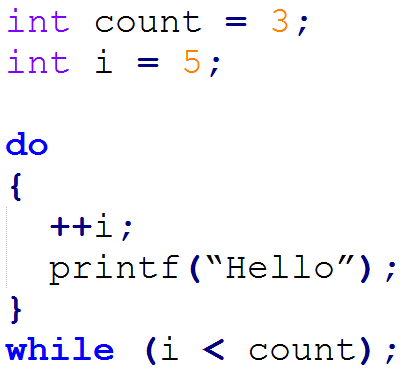 int count = 3;
int i = 5;

do
{
  ++i;
  printf(“Hello”);
}
while (i < count);